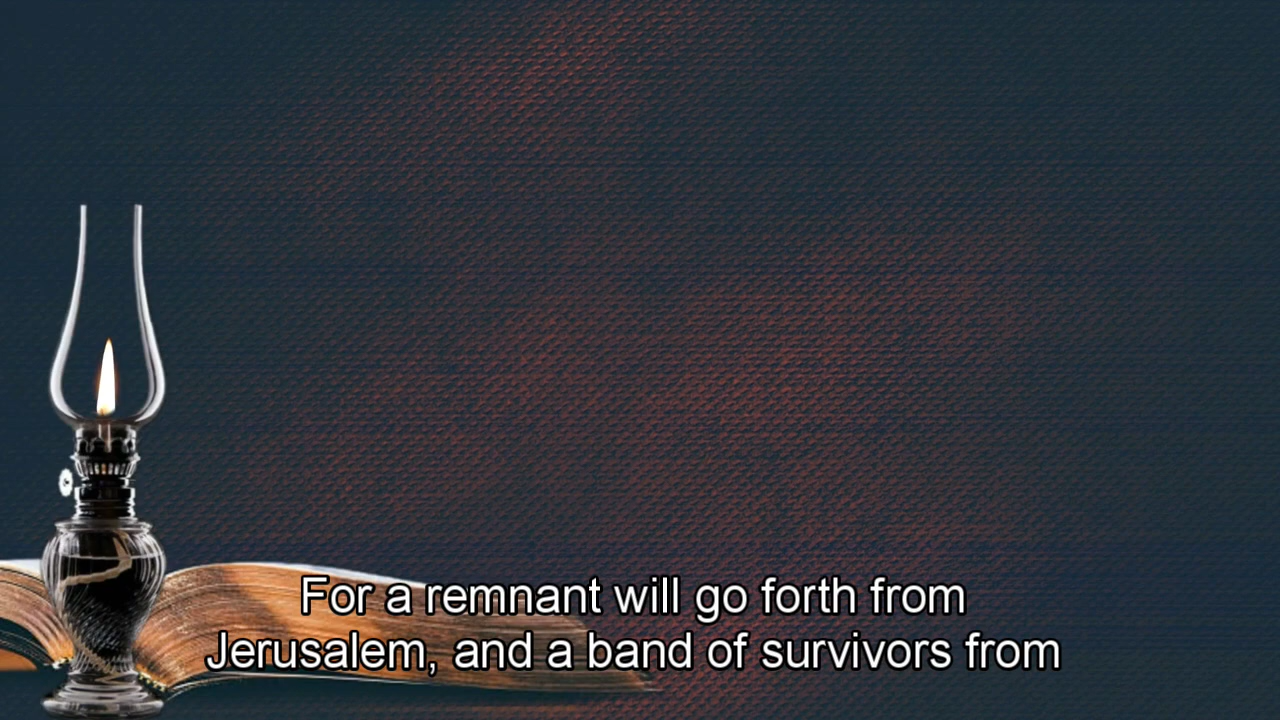 For a remnant will go forth from
Jerusalem, and a band of survivors from